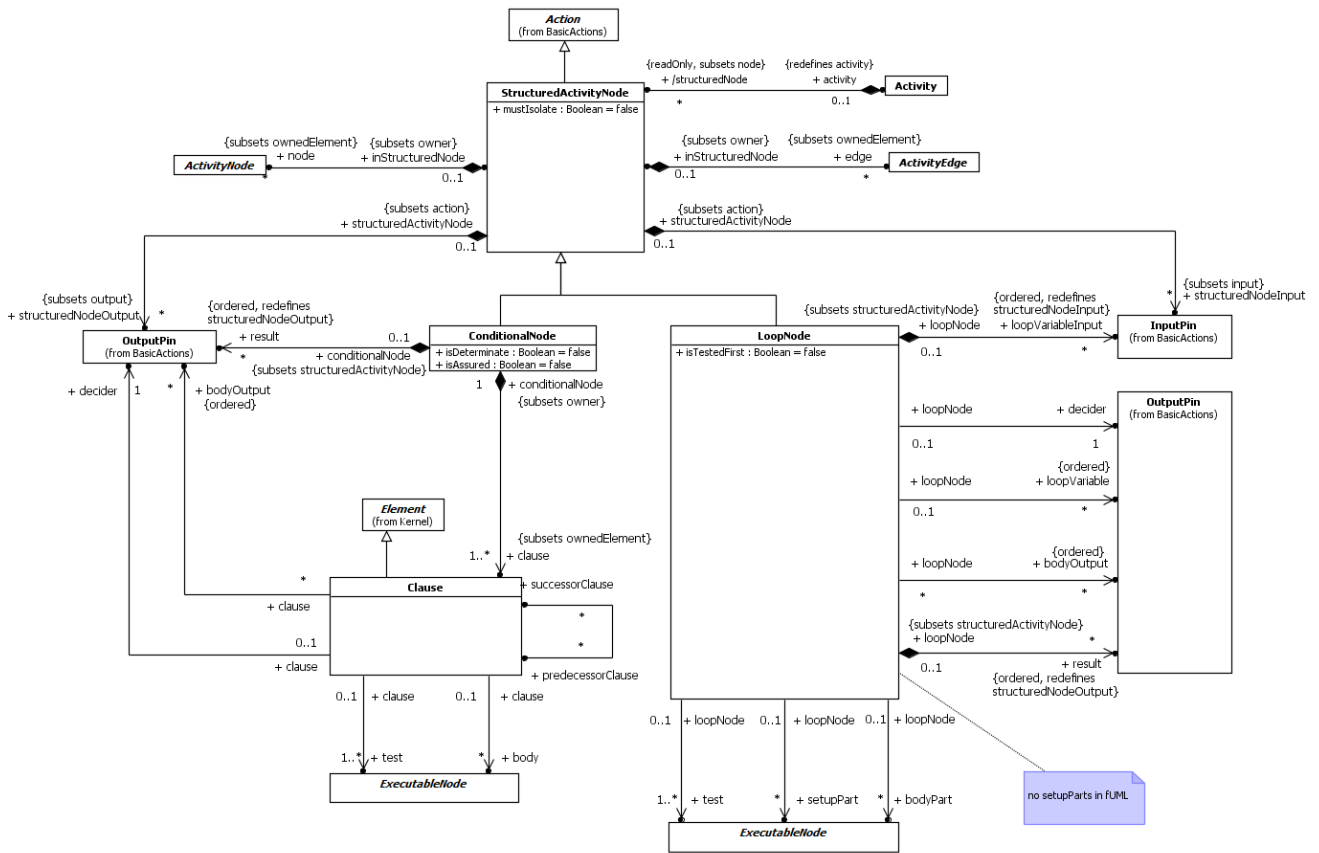 Action
(from BasicActions)
{readOnly, subsets node}
+ /structuredNode
*
{redefines activity}
+ activity
0..1
Activity
StructuredActivityNode
+ mustIsolate : Boolean = false
{subsets ownedElement}
+ node
*
{subsets owner}
+ inStructuredNode
0..1
ActivityNode
{subsets owner}
+ inStructuredNode
0..1
{subsets ownedElement}
+ edge
*
ActivityEdge
{subsets action}
+ structuredActivityNode
0..1
{subsets action}
+ structuredActivityNode
0..1
{subsets output}
+ structuredNodeOutput
*
{subsets input}
+ structuredNodeInput
*
OutputPin
(from BasicActions)
{ordered, redefines
structuredNodeOutput}
+ result
*
0..1
+ conditionalNode
{subsets structuredActivityNode}
ConditionalNode
+ isDeterminate : Boolean = false
+ isAssured : Boolean = false
LoopNode
+ isTestedFirst : Boolean = false
{subsets structuredActivityNode}
+ loopNode
0..1
{ordered, redefines
structuredNodeInput}
+ loopVariableInput
*
InputPin
(from BasicActions)
+ decider
1
*
+ bodyOutput
{ordered}
1
+ conditionalNode
{subsets owner}
OutputPin
(from BasicActions)
+ loopNode
0..1
+ decider
1
+ loopNode
0..1
{ordered}
+ loopVariable
*
+ loopNode
*
{ordered}
+ bodyOutput
*
{subsets structuredActivityNode}
+ loopNode
0..1
*
+ result
{ordered, redefines
structuredNodeOutput}
Element
(from Kernel)
{subsets ownedElement}
1..*
+ clause
Clause
+ successorClause
*
*
+ predecessorClause
*
+ clause
0..1
+ clause
0..1
+ clause
0..1
+ clause
1..*
+ test
*
+ body
ExecutableNode
0..1
+ loopNode
0..1
+ loopNode
0..1
+ loopNode
1..*
+ test
*
+ setupPart
*
+ bodyPart
ExecutableNode
no setupParts in fUML